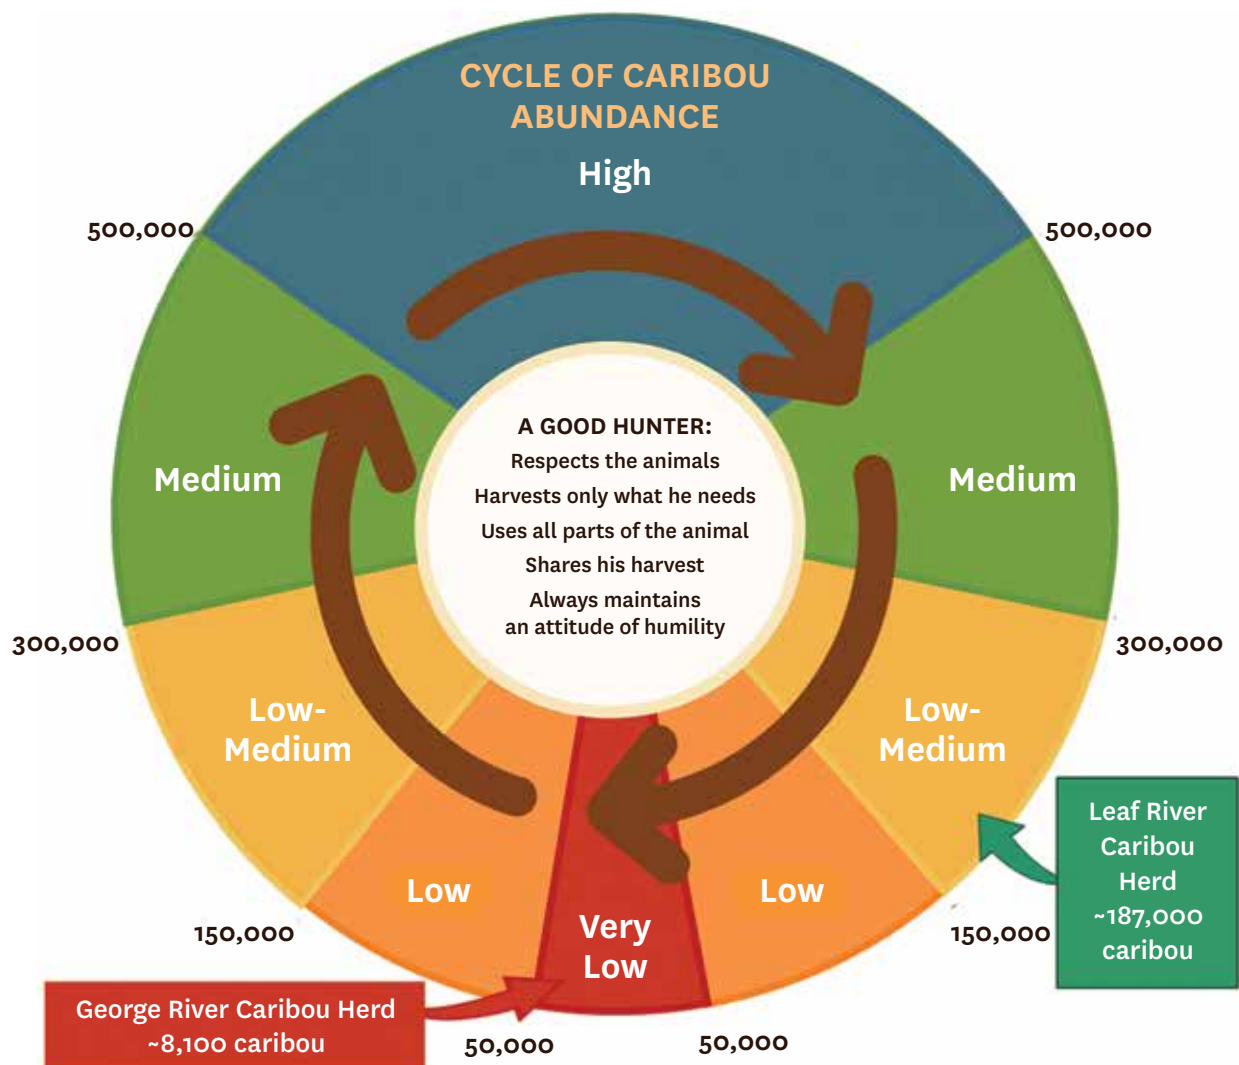 CYCLE OF CARIBOU
ABUNDANCE
High
500,000
500,000
Medium
Medium
A GOOD HUNTER:
Respects the animals
Harvests only what he needs
Uses all parts of the animal
Shares his harvest
Always maintains
an attitude of humility
300,000
300,000
Low-
Medium
Low-
Medium
Leaf River
Caribou
Herd
~187,000
caribou
Low
Low
Very
Low
150,000
150,000
George River Caribou Herd
~8,100 caribou
50,000
50,000